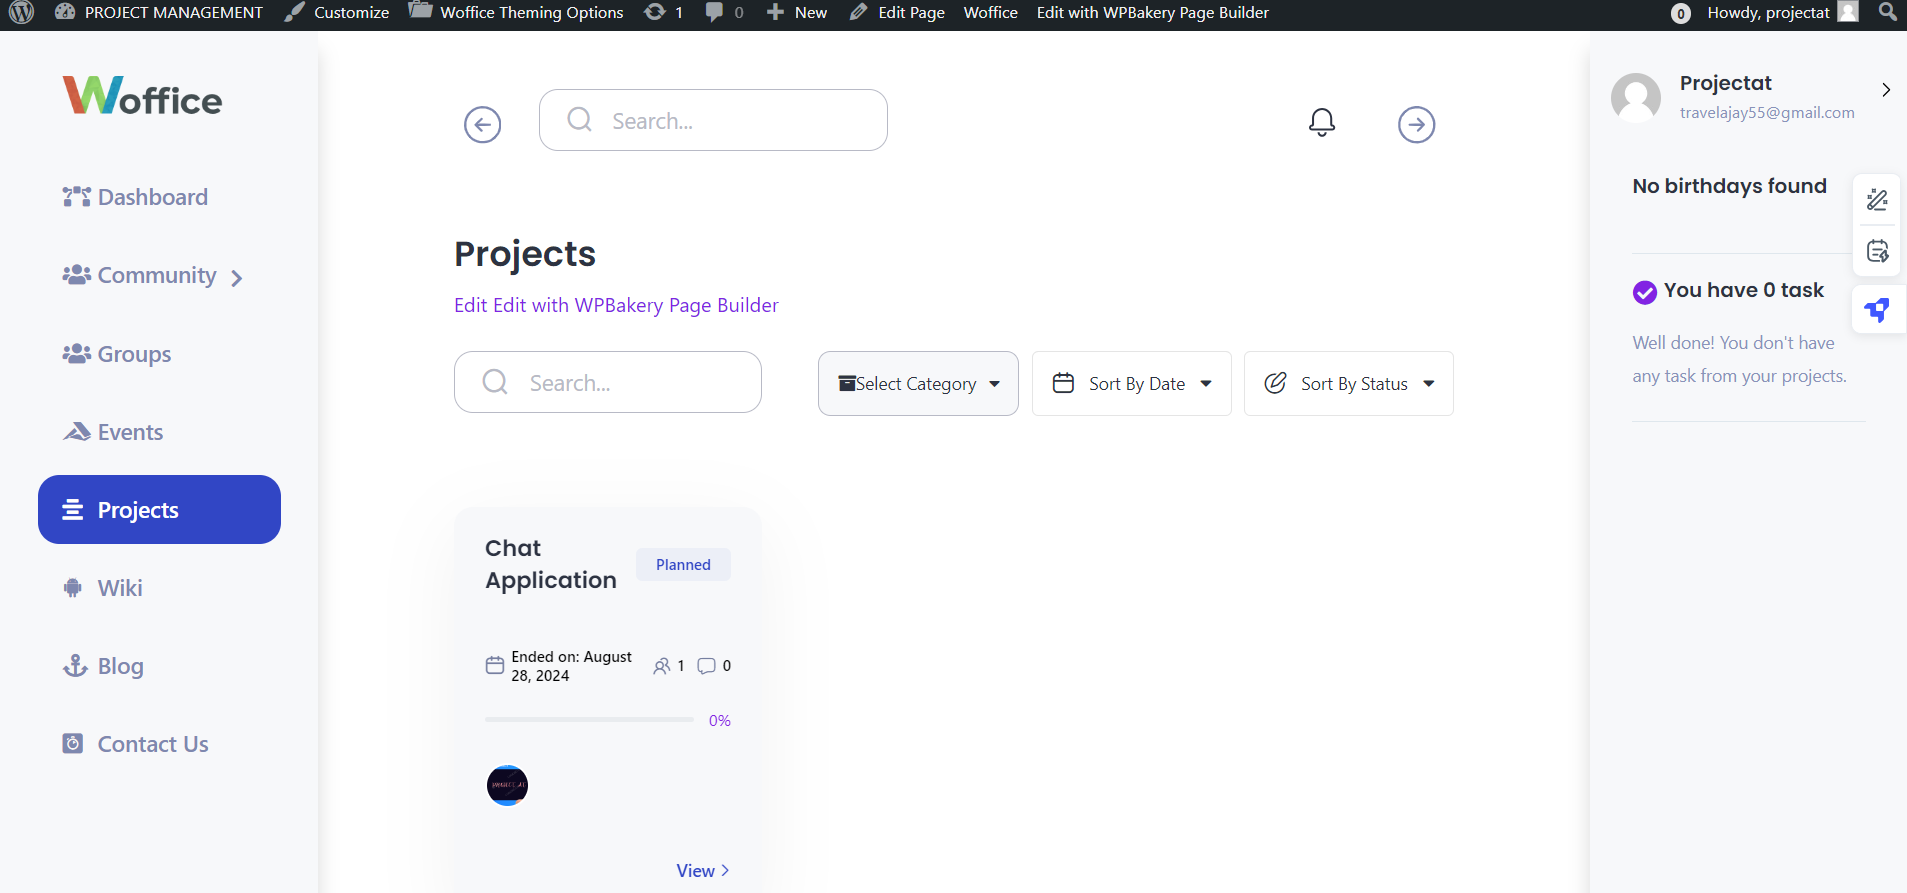 PROJECT MANAGEMENT Customize Woffice Theming Options 1 0 New Edit Page Woffice Edit with WPBakery Page Builder 0 Howdy, projectat
Woffice
Dashboard
Community
Groups
Events
Projects
Wiki
Blog
Contact Us
Search...
Projects
Edit Edit with WPBakery Page Builder
Search...
Select Category
Sort By Date
Sort By Status
Chat
Application
Planned
Ended on: August
28, 2024
1
0
0%
View
Projectat
travelajay55@gmail.com
No birthdays found
You have 0 task
Well done! You don't have
any task from your projects.